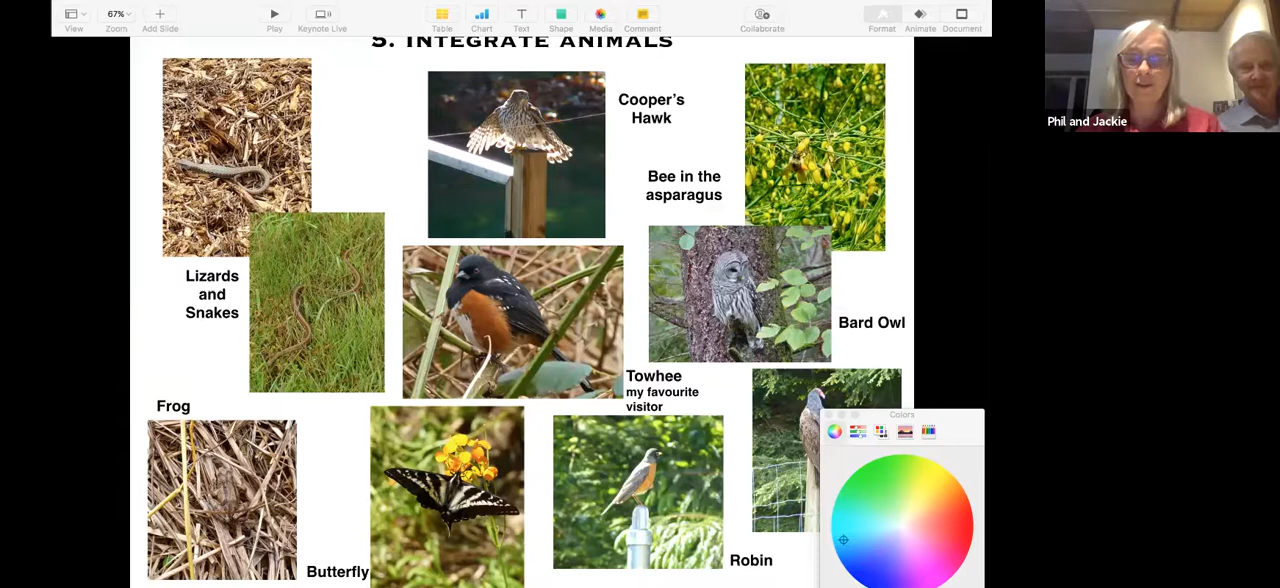 67%
View
Zoom
Add Slide
Play
Keynote Live
Table
Chart
Text
Shape
Media
Comment
Collaborate
Format
Animate
Document
5. INTEGRATE ANIMALS
Cooper's
Hawk
Bee in the
asparagus
Lizards
and
Snakes
Bard Owl
Towhee
my favourite
visitor
Frog
Butterfly
Robin
Colors
Phil and Jackie